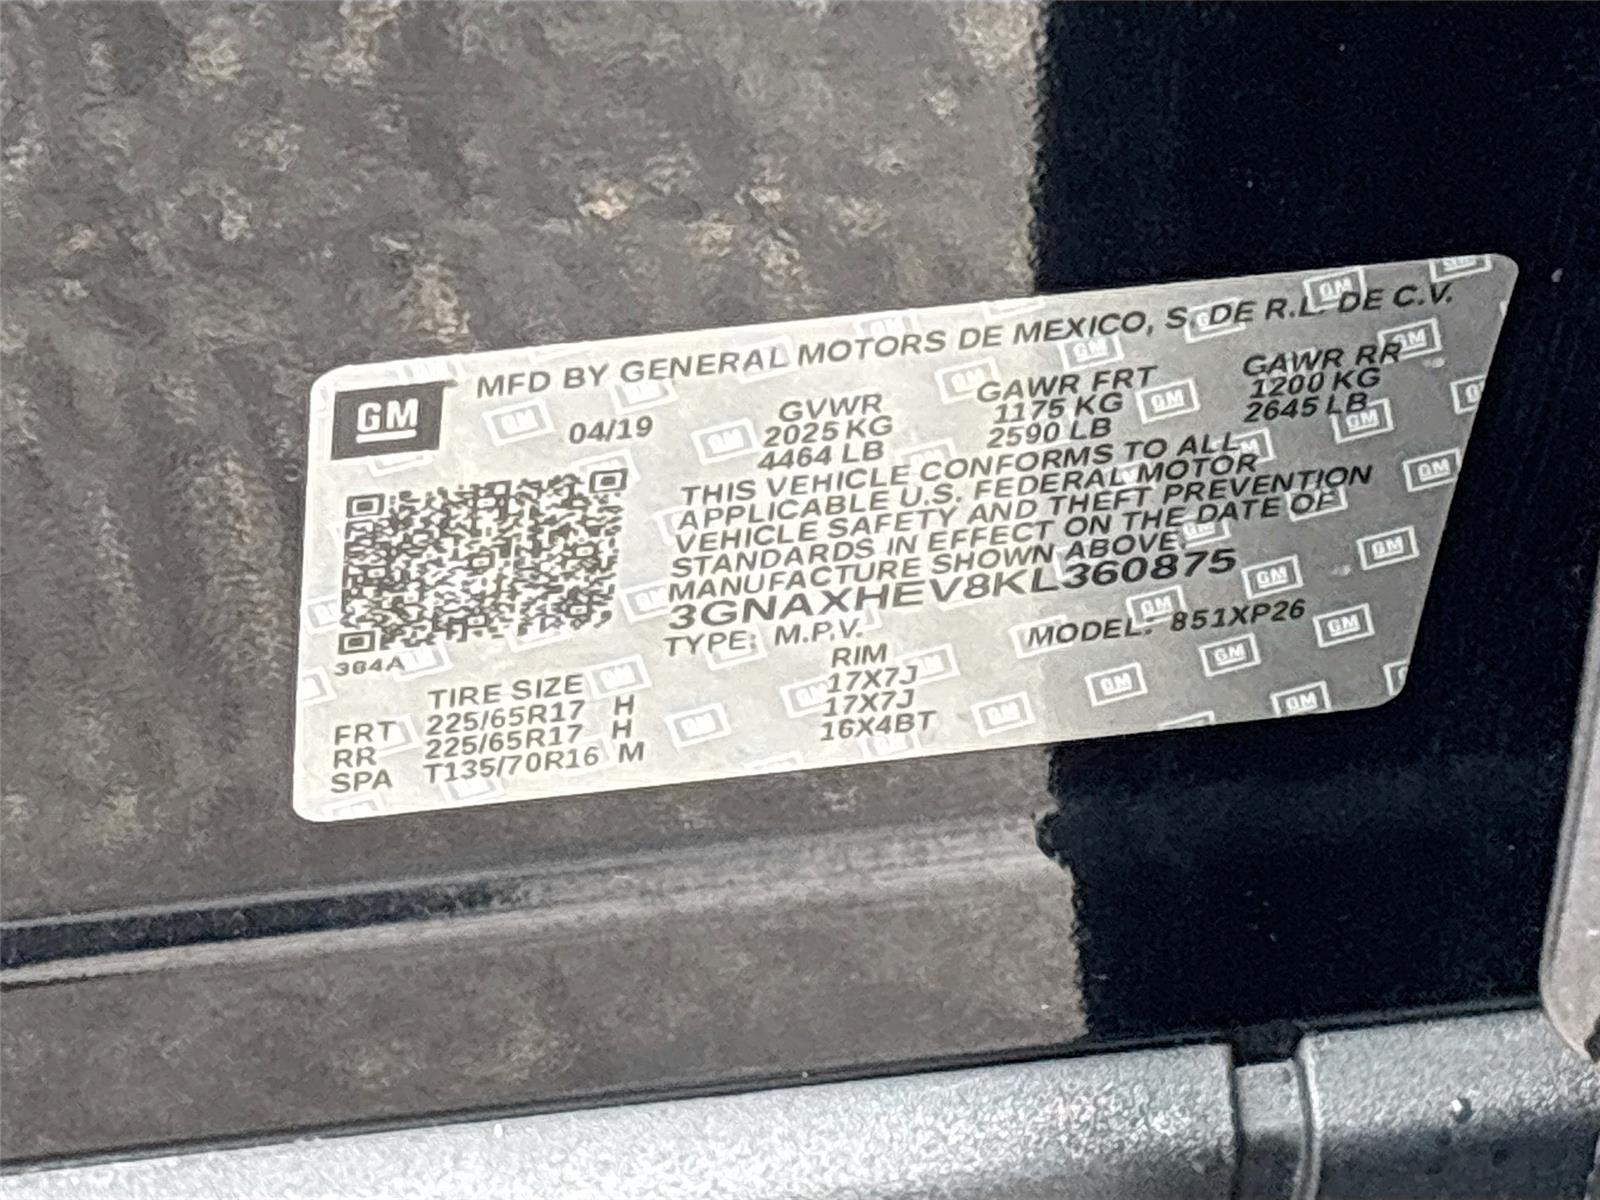 MFD BY GENERAL MOTORS DE MEXICO, S. DE R.L. DE C.V.
GM
04/19
GVWR
2025 KG
4464 LB
GAWR FRT
1175 KG
2590 LB
GAWR RR
1200 KG
2645 LB
THIS VEHICLE CONFORMS TO ALL
APPLICABLE U.S. FEDERAL MOTOR
VEHICLE SAFETY AND THEFT PREVENTION
STANDARDS IN EFFECT ON THE DATE OF
MANUFACTURE SHOWN ABOVE.
3GNAXHEV8KL360875
TYPE: M.P.V.
MODEL: 851XP26
384A
TIRE SIZE
RIM
FRT 225/65R17 H 17X7J
RR 225/65R17 H 17X7J
SPA T135/70R16 M 16X4BT